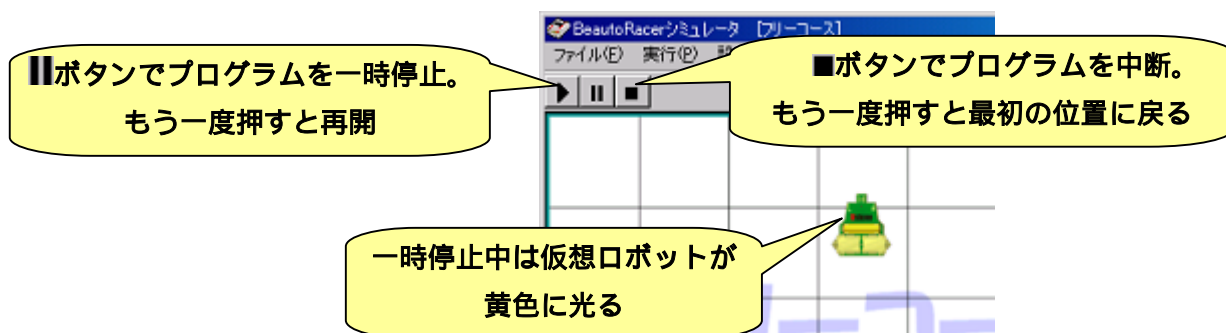 BeautoRacerシミュレータ [フリーコース]
ファイル(F) 実行(P)
▌▌ボタンでプログラムを一時停止。
もう一度押すと再開
■ボタンでプログラムを中断。
もう一度押すと最初の位置に戻る
一時停止中は仮想ロボットが
黄色に光る